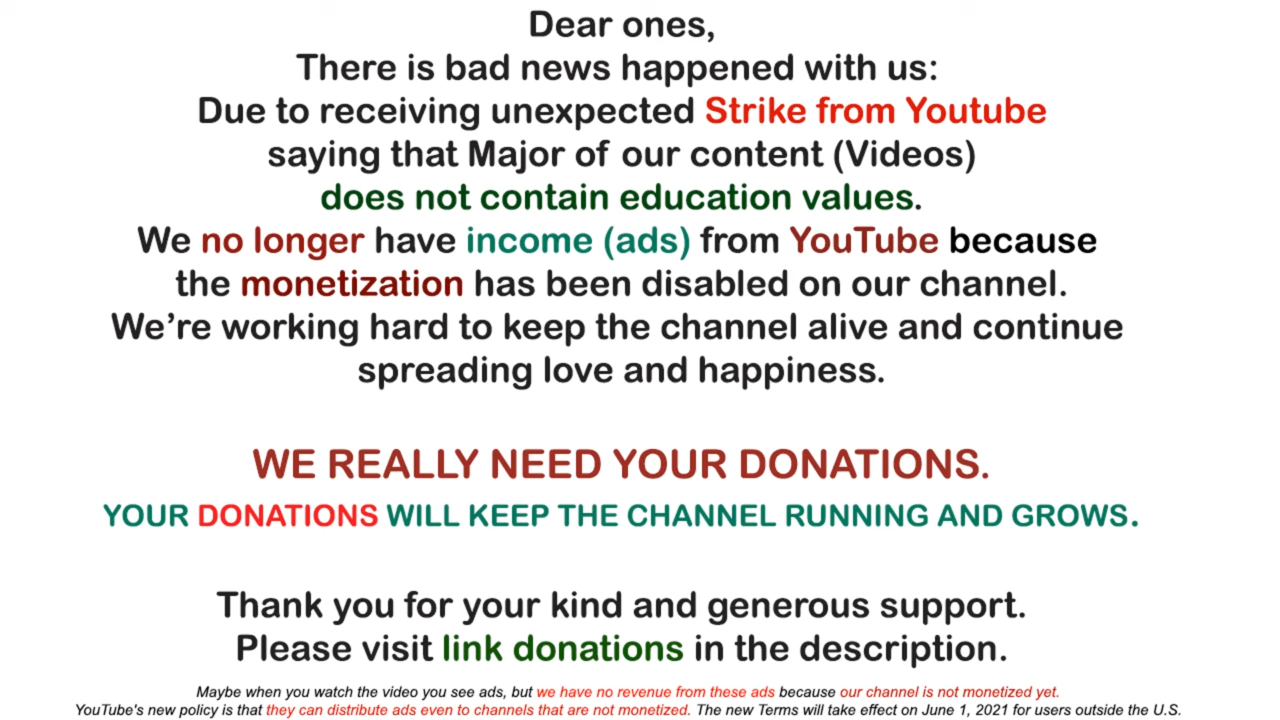 Dear ones,
There is bad news happened with us:
Due to receiving unexpected Strike from Youtube
saying that Major of our content (Videos)
does not contain education values.
We no longer have income (ads) from YouTube because
the monetization has been disabled on our channel.
We’re working hard to keep the channel alive and continue
spreading love and happiness.
WE REALLY NEED YOUR DONATIONS.
YOUR DONATIONS WILL KEEP THE CHANNEL RUNNING AND GROWS.
Thank you for your kind and generous support.
Please visit link donations in the description.
Maybe when you watch the video you see ads, but we have no revenue from these ads because our channel is not monetized yet.
YouTube's new policy is that they can distribute ads even to channels that are not monetized. The new Terms will take effect on June 1, 2021 for users outside the U.S.